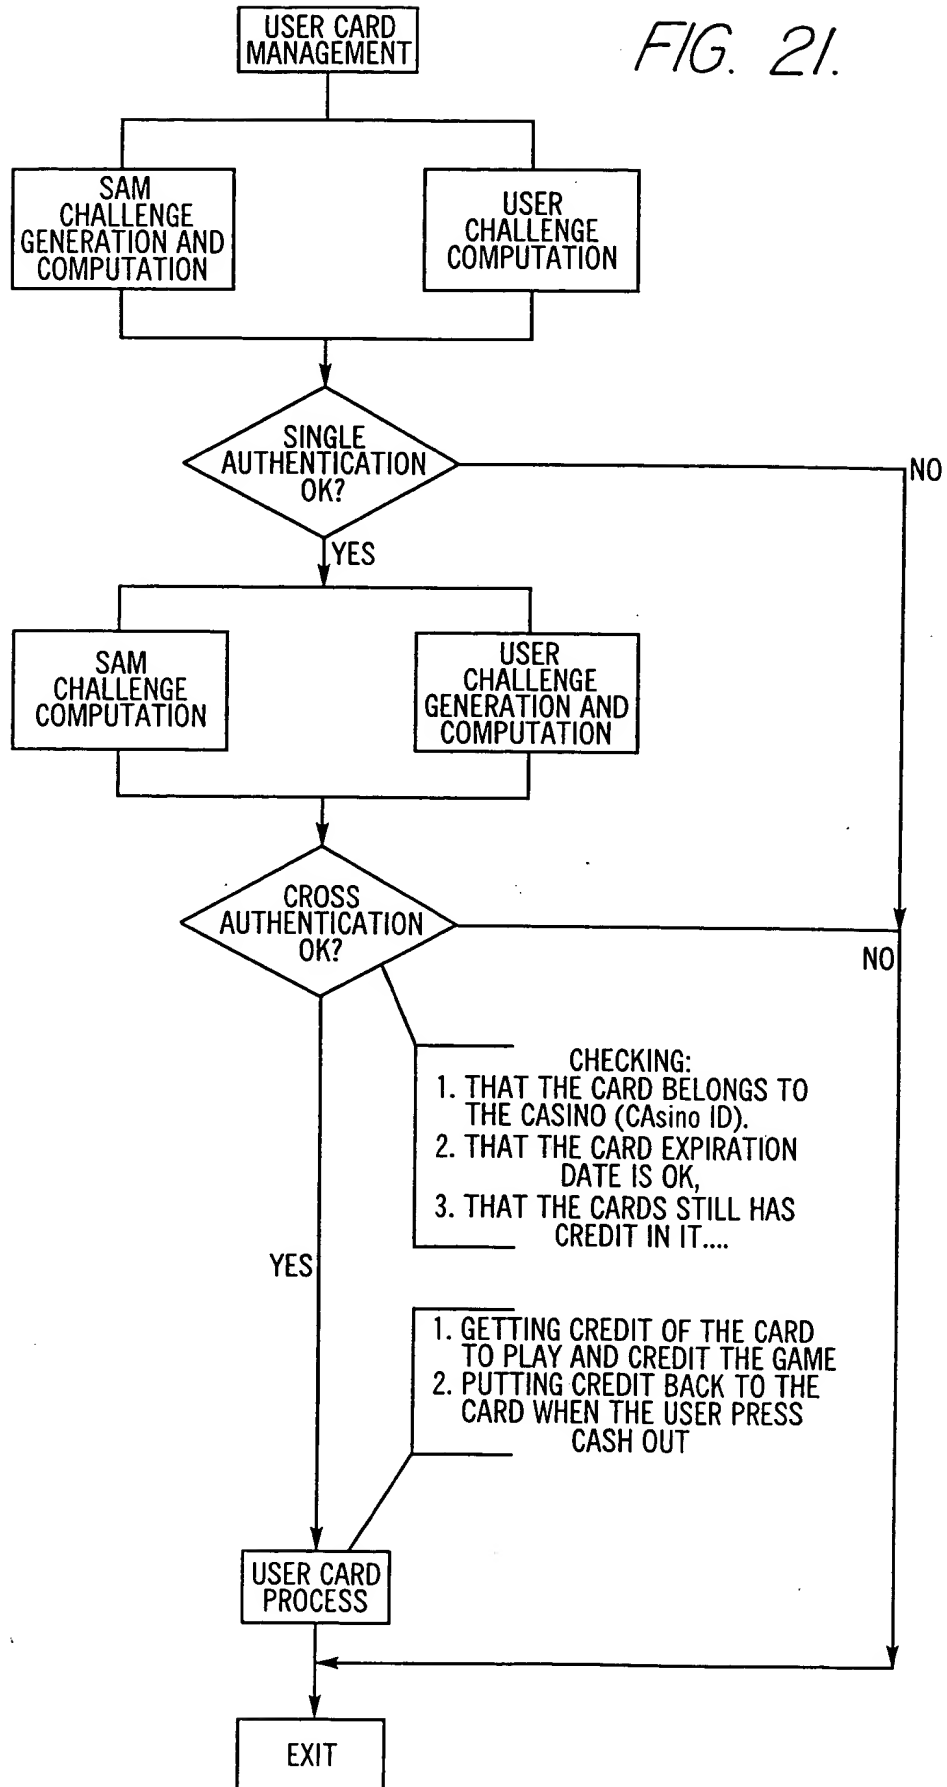 USER CARD
MANAGEMENT
FIG. 21.
SAM
CHALLENGE
GENERATION AND
COMPUTATION
USER
CHALLENGE
COMPUTATION
SINGLE
AUTHENTICATION
OK?
NO
YES
SAM
CHALLENGE
COMPUTATION
USER
CHALLENGE
GENERATION AND
COMPUTATION
CROSS
AUTHENTICATION
OK?
NO
CHECKING:
1. THAT THE CARD BELONGS TO
THE CASINO (CAsino ID).
2. THAT THE CARD EXPIRATION
DATE IS OK,
3. THAT THE CARDS STILL HAS
CREDIT IN IT....
YES
1. GETTING CREDIT OF THE CARD
TO PLAY AND CREDIT THE GAME
2. PUTTING CREDIT BACK TO THE
CARD WHEN THE USER PRESS
CASH OUT
USER CARD
PROCESS
EXIT